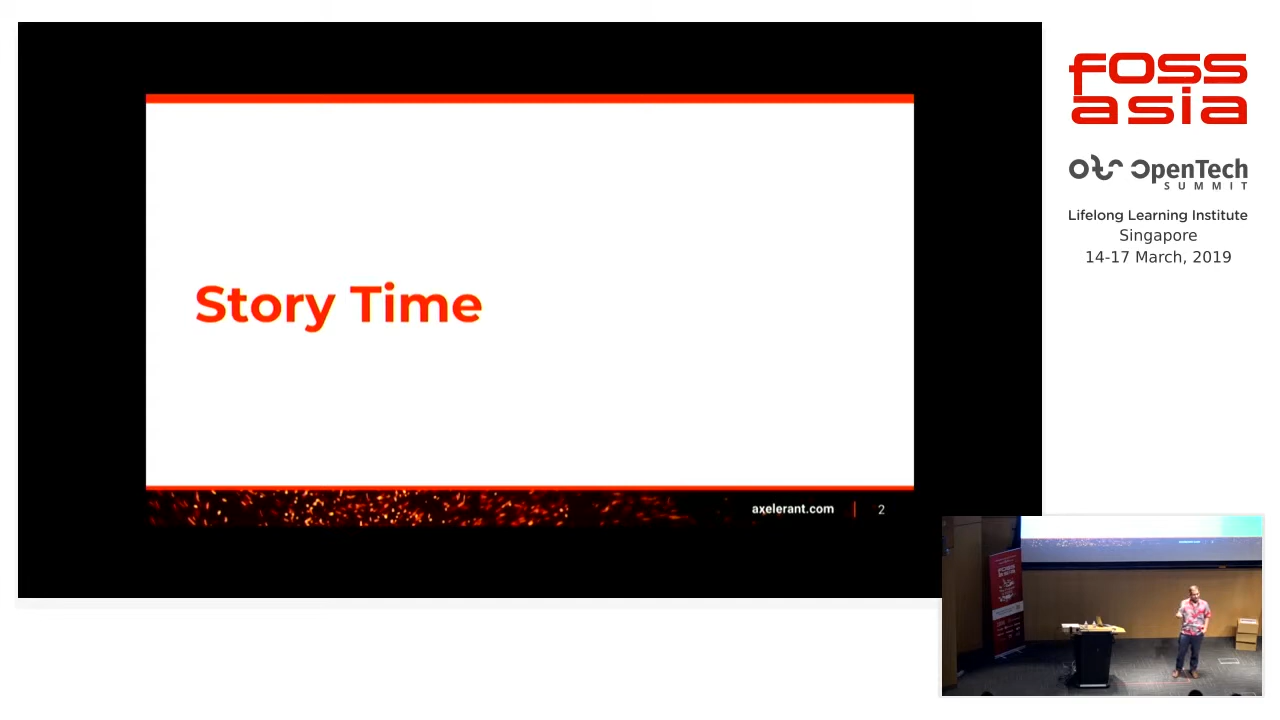 Story Time
axelerant.com | 2
foss
asia
OpenTech
SUMMIT
Lifelong Learning Institute
Singapore
14-17 March, 2019